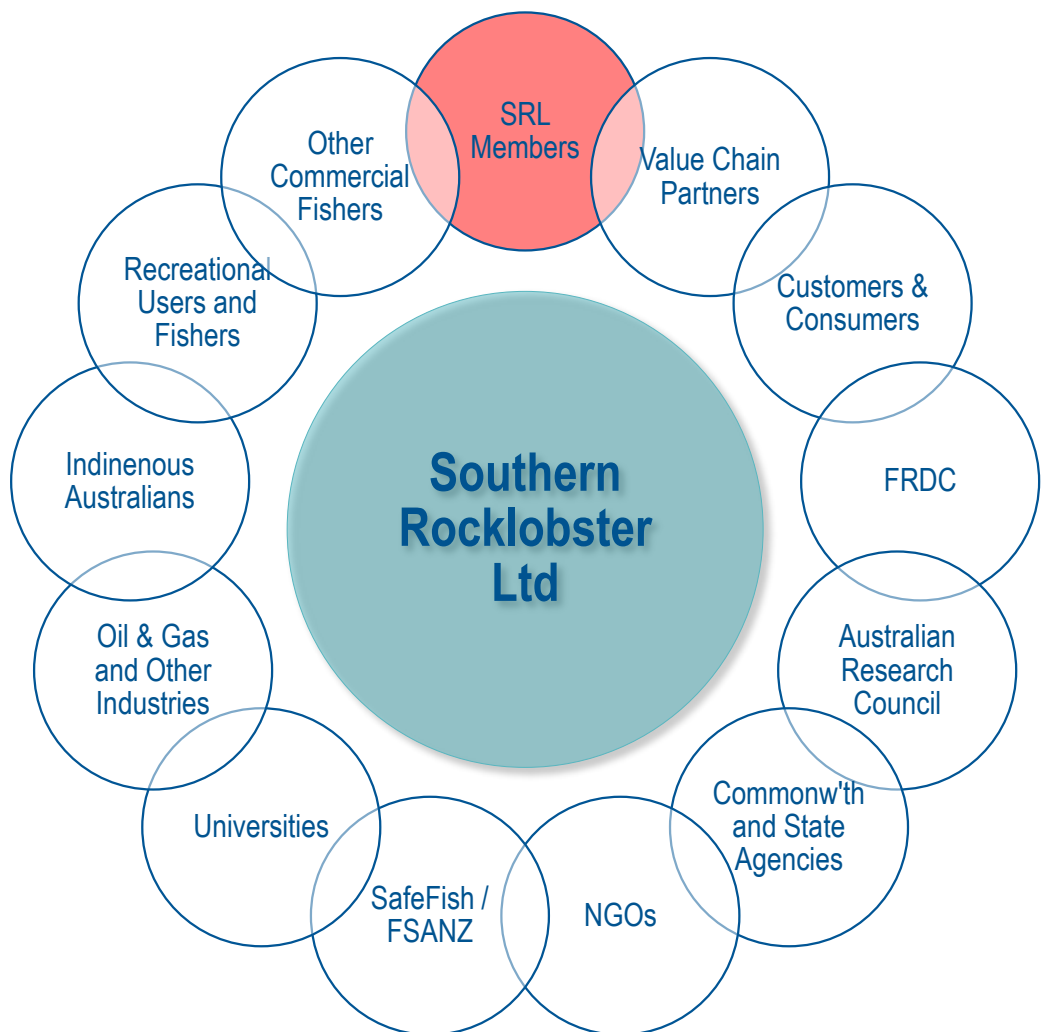 SRL
Members
Value Chain
Partners
Customers &
Consumers
FRDC
Australian
Research
Council
Commonw'th
and State
Agencies
NGOs
SafeFish /
FSANZ
Universities
Oil & Gas
and Other
Industries
Indinenous
Australians
Recreational
Users and
Fishers
Other
Commercial
Fishers
Southern
Rocklobster
Ltd